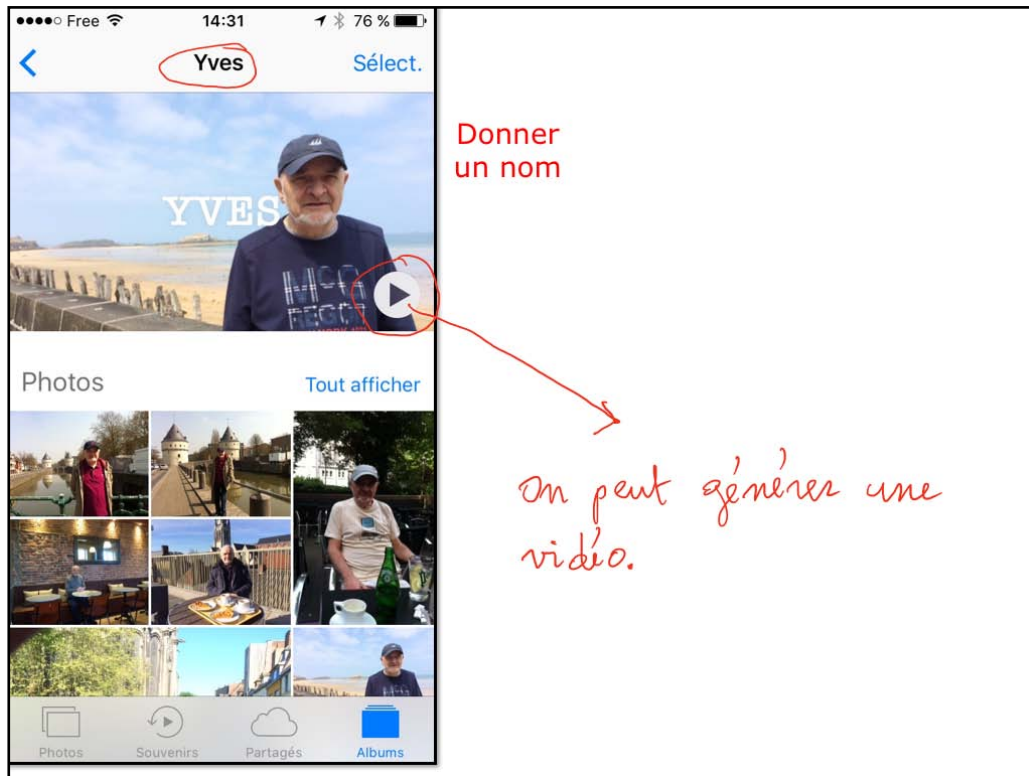 Free 14:31 76 %
Yves Sélect.
YVES
Donner
un nom
Photos Tout afficher
On peut générer une
vidéo.
Photos Souvenirs Partagés Albums